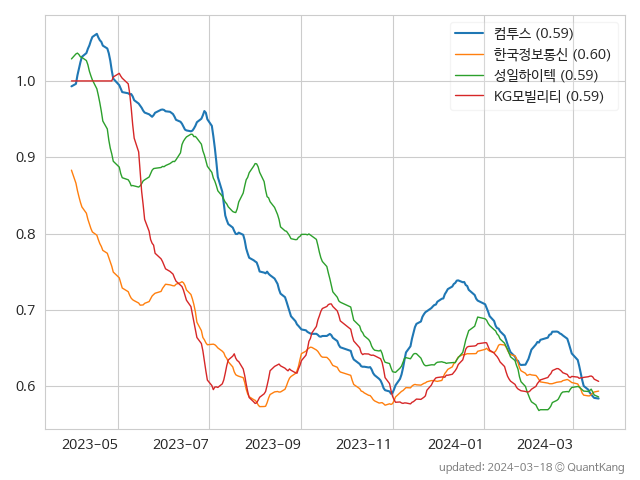 컴투스 (0.59)
한국정보통신 (0.60)
성일하이텍 (0.59)
KG모빌리티 (0.59)
1.0
0.9
0.8
0.7
0.6
2023-05 2023-07 2023-09 2023-11 2024-01 2024-03
updated: 2024-03-18 © QuantKang